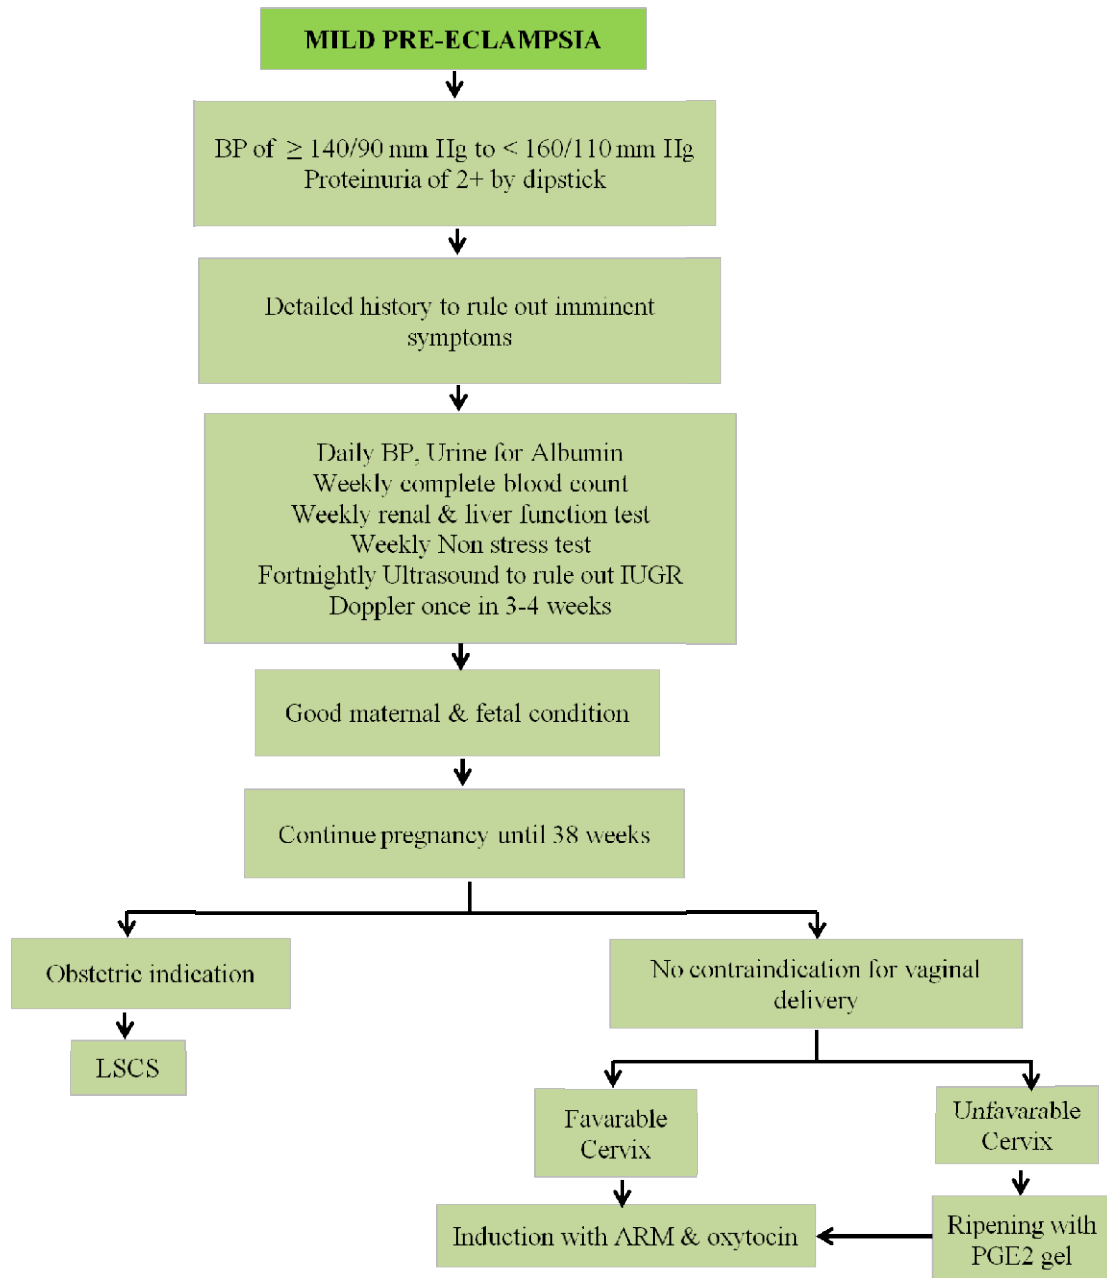 MILD PRE-ECLAMPSIA
BP of ≥ 140/90 mm Hg to < 160/110 mm Hg
Proteinuria of 2+ by dipstick
Detailed history to rule out imminent
symptoms
Daily BP, Urine for Albumin
Weekly complete blood count
Weekly renal & liver function test
Weekly Non stress test
Fortnightly Ultrasound to rule out IUGR
Doppler once in 3-4 weeks
Good maternal & fetal condition
Continue pregnancy until 38 weeks
Obstetric indication
LSCS
No contraindication for vaginal
delivery
Favarable
Cervix
Unfavarable
Cervix
Induction with ARM & oxytocin
Ripening with
PGE2 gel